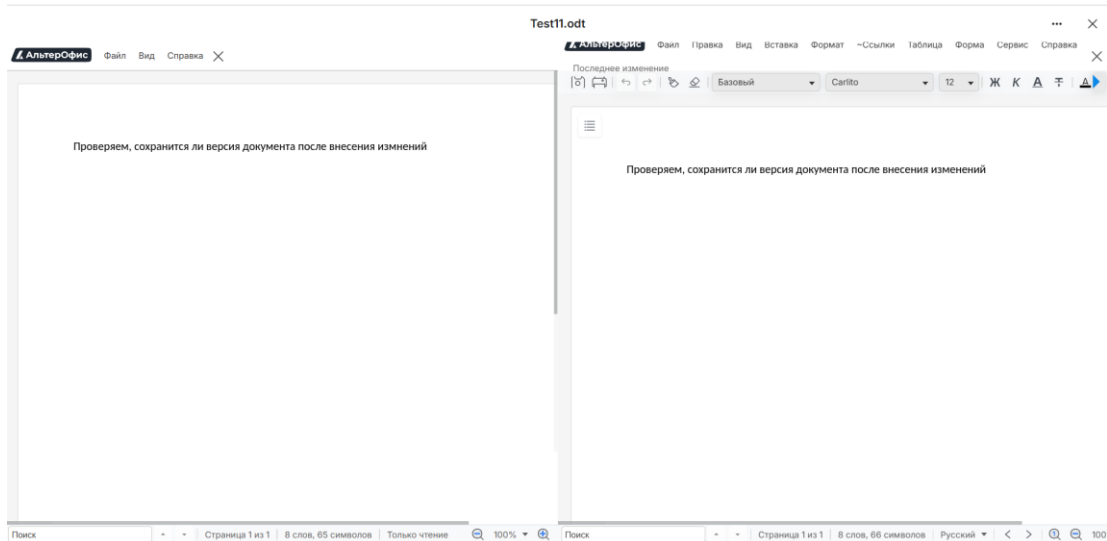 Test11.odt
АльтерОфис Файл Вид Справка
Проверяем, сохранится ли версия документа после внесения измнений
Поиск Страница 1 из 1 8 слов, 65 символов Только чтение 100%
АльтерОфис Файл Правка Вид Вставка Формат ~Ссылки Таблица Форма Сервис Справка
Последнее изменение
Базовый Carlito 12 Ж К А Т А
Проверяем, сохранится ли версия документа после внесения изменений
Поиск Страница 1 из 1 8 слов, 66 символов Русский 100